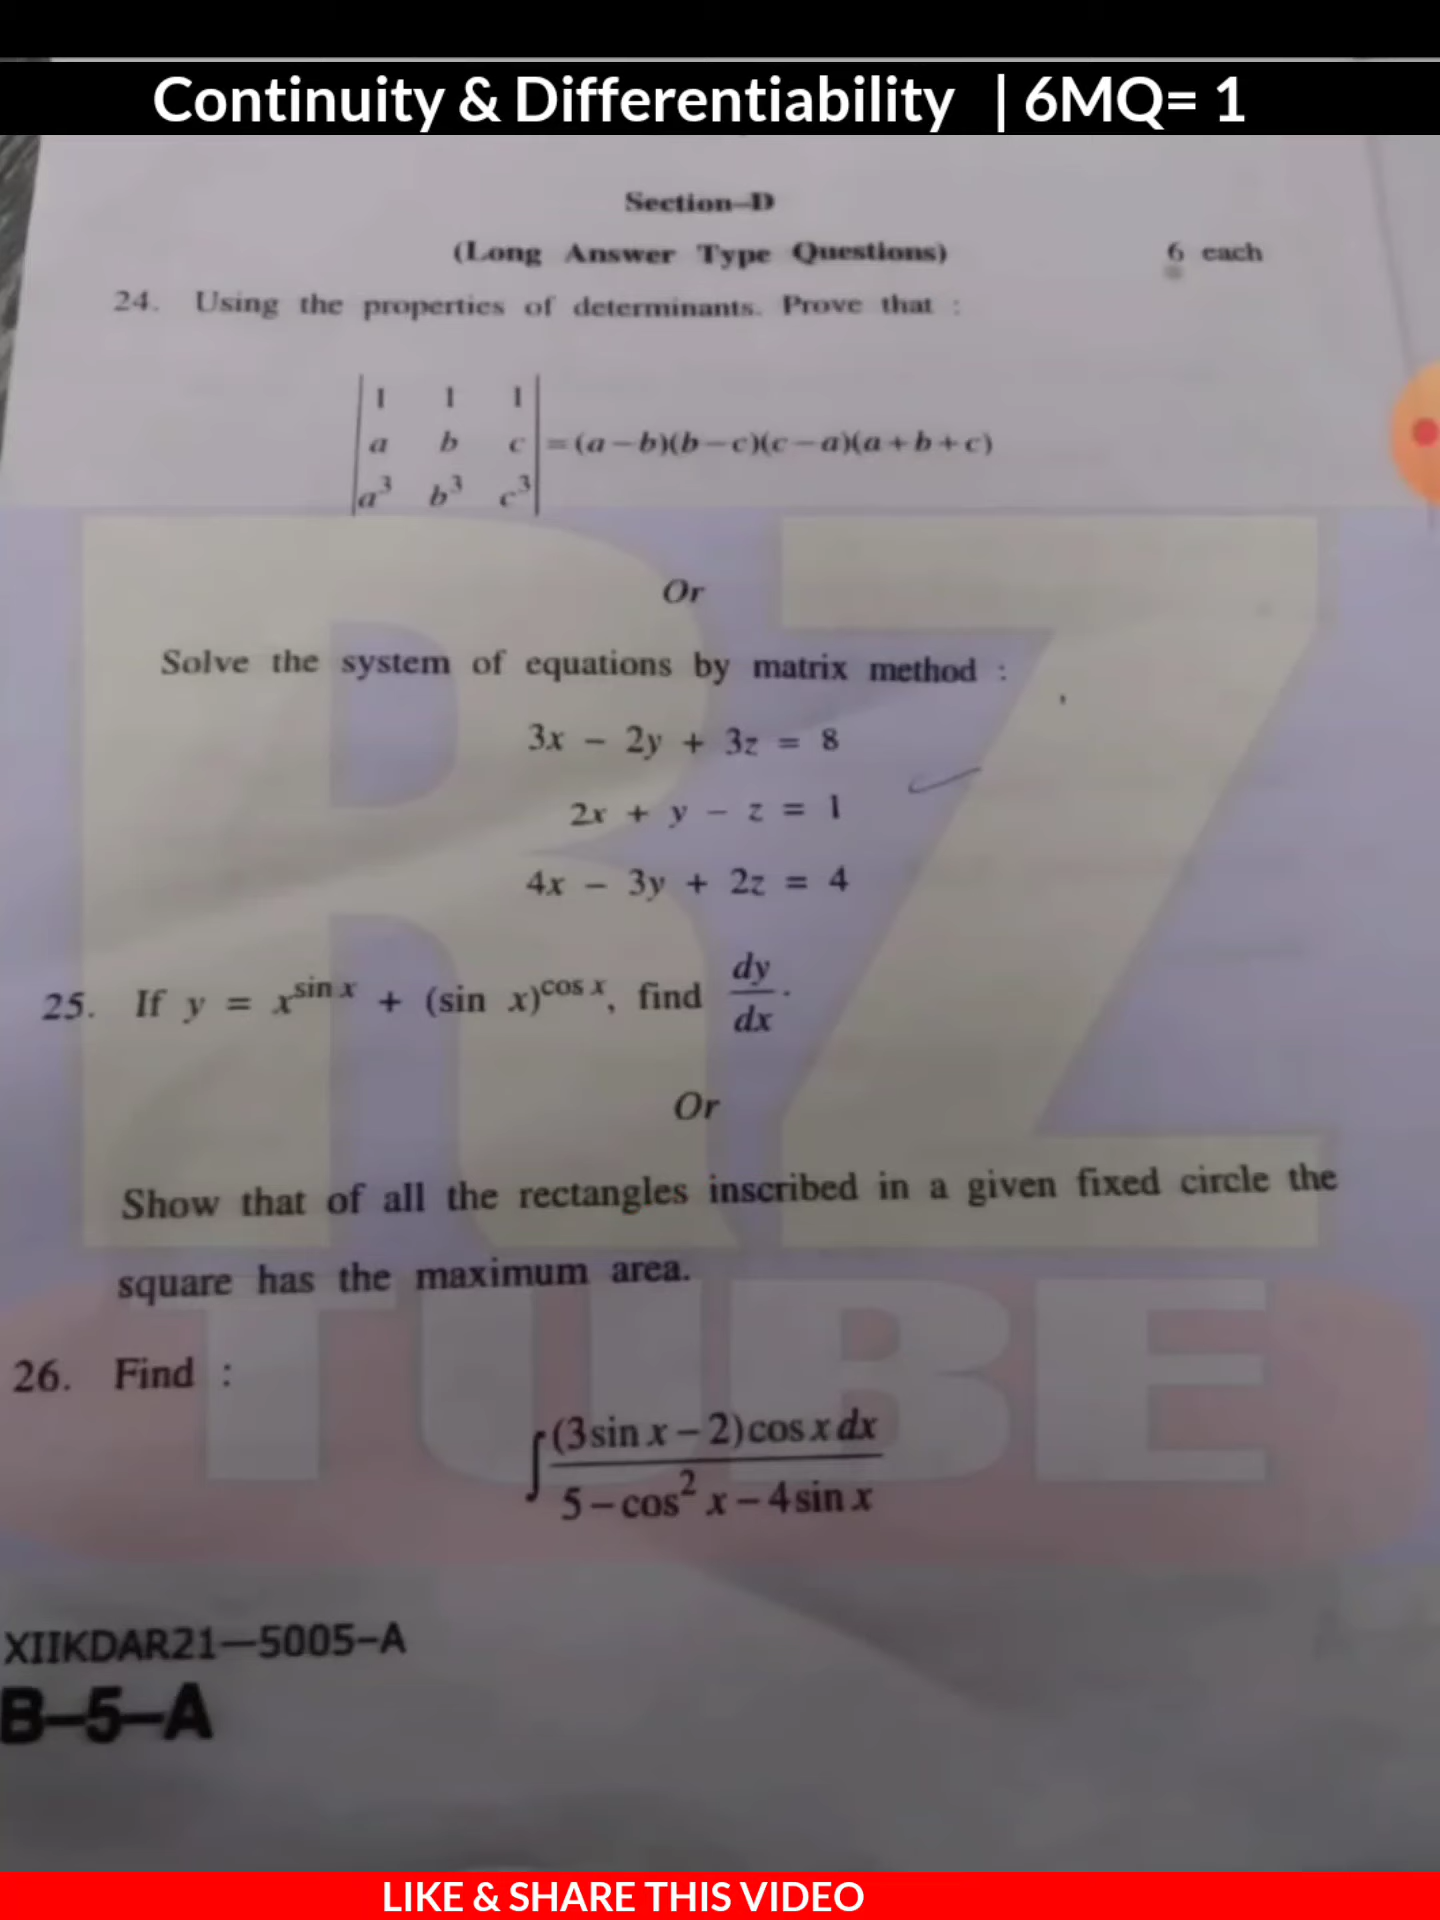 Continuity & Differentiability | 6MQ= 1
Section–D
(Long Answer Type Questions) 6 each
24. Using the properties of determinants. Prove that :
| 1 1 1 |
| a b c | = (a – b)(b – c)(c – a)(a + b + c)
| a³ b³ c³ |
Or
Solve the system of equations by matrix method :
3x – 2y + 3z = 8
2x + y – z = 1
4x – 3y + 2z = 4
25. If y = x^{sin x} + (sin x)^{cos x}, find dy/dx.
Or
Show that of all the rectangles inscribed in a given fixed circle the
square has the maximum area.
26. Find :
∫ (3 sin x – 2) cos x dx / 5 – cos² x – 4 sin x
XIIKDAR21—5005–A
B–5–A
RZ
TUBE
LIKE & SHARE THIS VIDEO